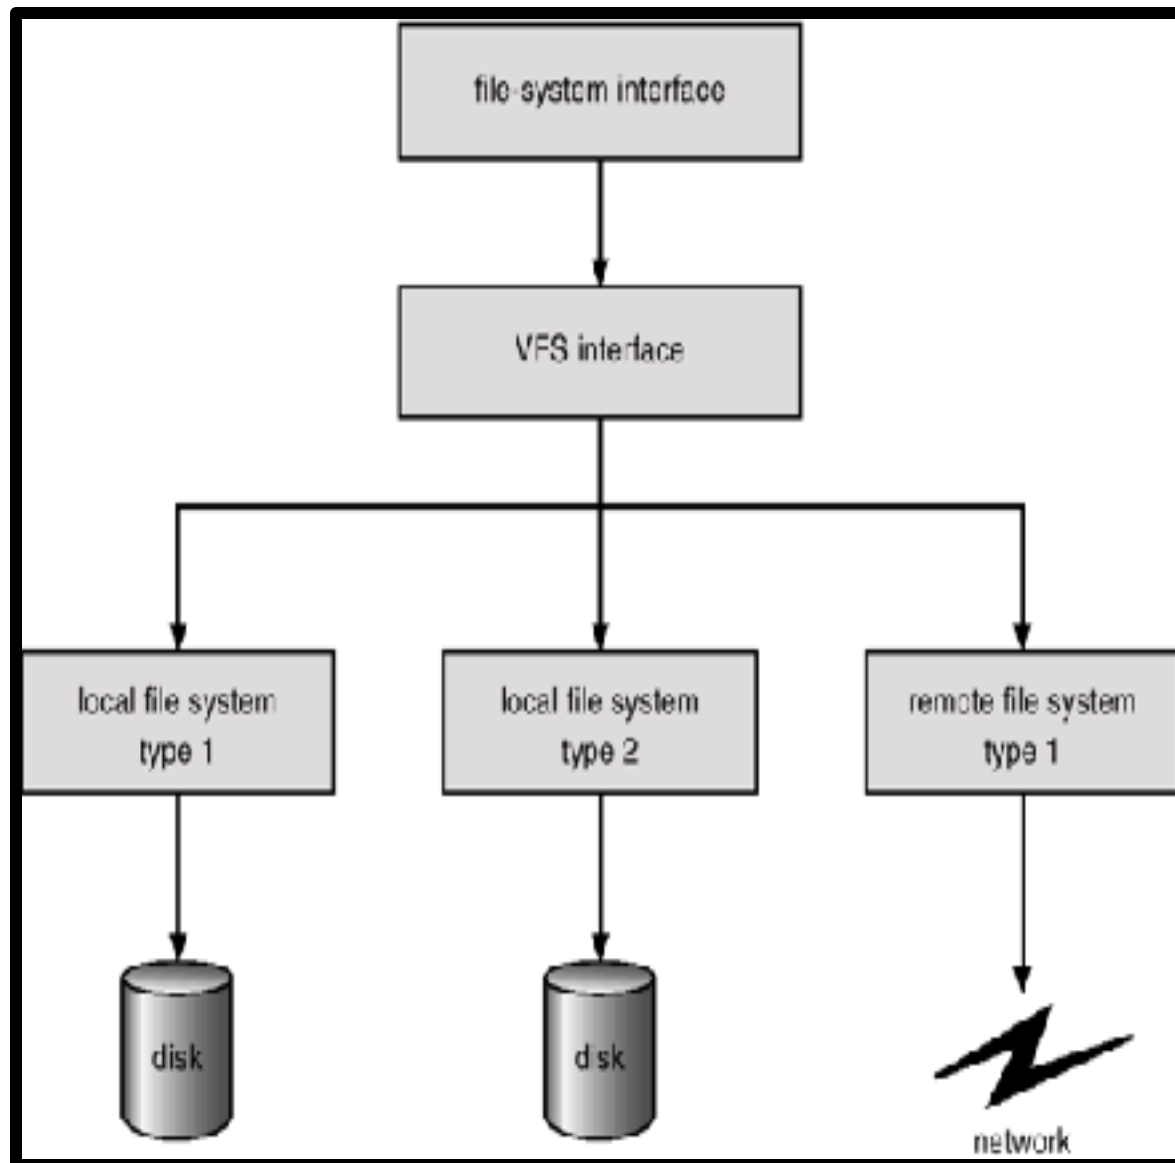 file-system interface
VFS interface
local file system
type 1
local file system
type 2
remote file system
type 1
disk
disk
network